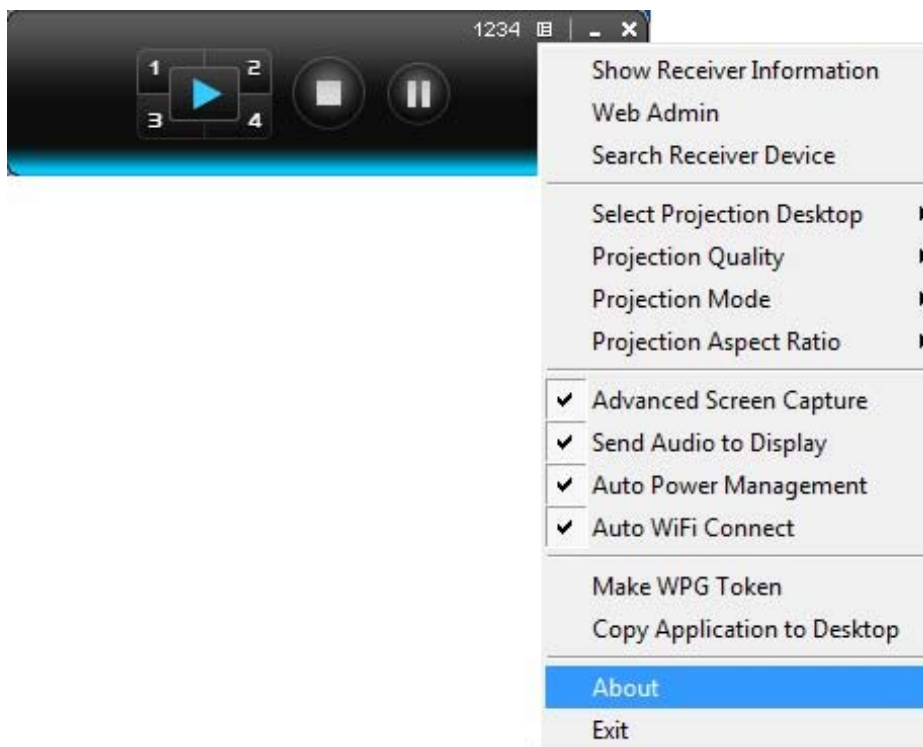 1234
1 2
3 4
Show Receiver Information
Web Admin
Search Receiver Device
Select Projection Desktop
Projection Quality
Projection Mode
Projection Aspect Ratio
Advanced Screen Capture
Send Audio to Display
Auto Power Management
Auto WiFi Connect
Make WPG Token
Copy Application to Desktop
About
Exit